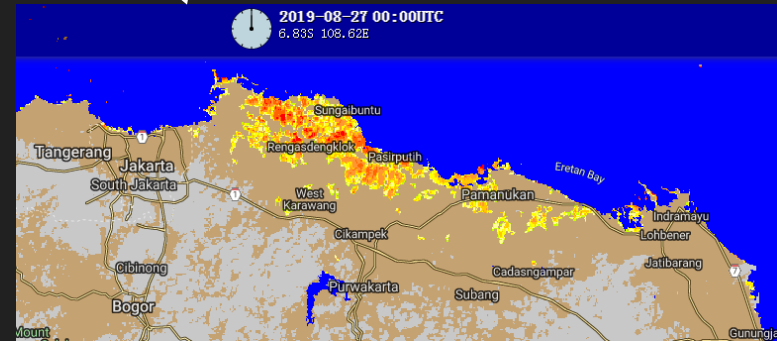 2019-08-27 00:00UTC
6.83S 108.62E
Sungaibuntu
1
Tangerang
Rengasdengklok
Pasirputih
Jakarta
Eretan Bay
South Jakarta
1
West
Karawang
Pamanukan
Indramayu
Cikampek
Lohbener
Cibinong
Jatibarang
7
Cadasngampar
Purwakarta
Subang
Bogor
Mount
Gunungja